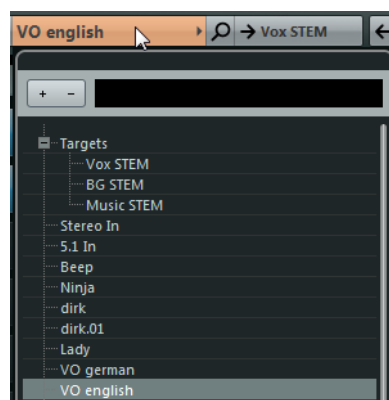 VO english → Vox STEM ←
+ -
Targets
Vox STEM
BG STEM
Music STEM
Stereo In
5.1 In
Beep
Ninja
dirk
dirk.01
Lady
VO german
VO english